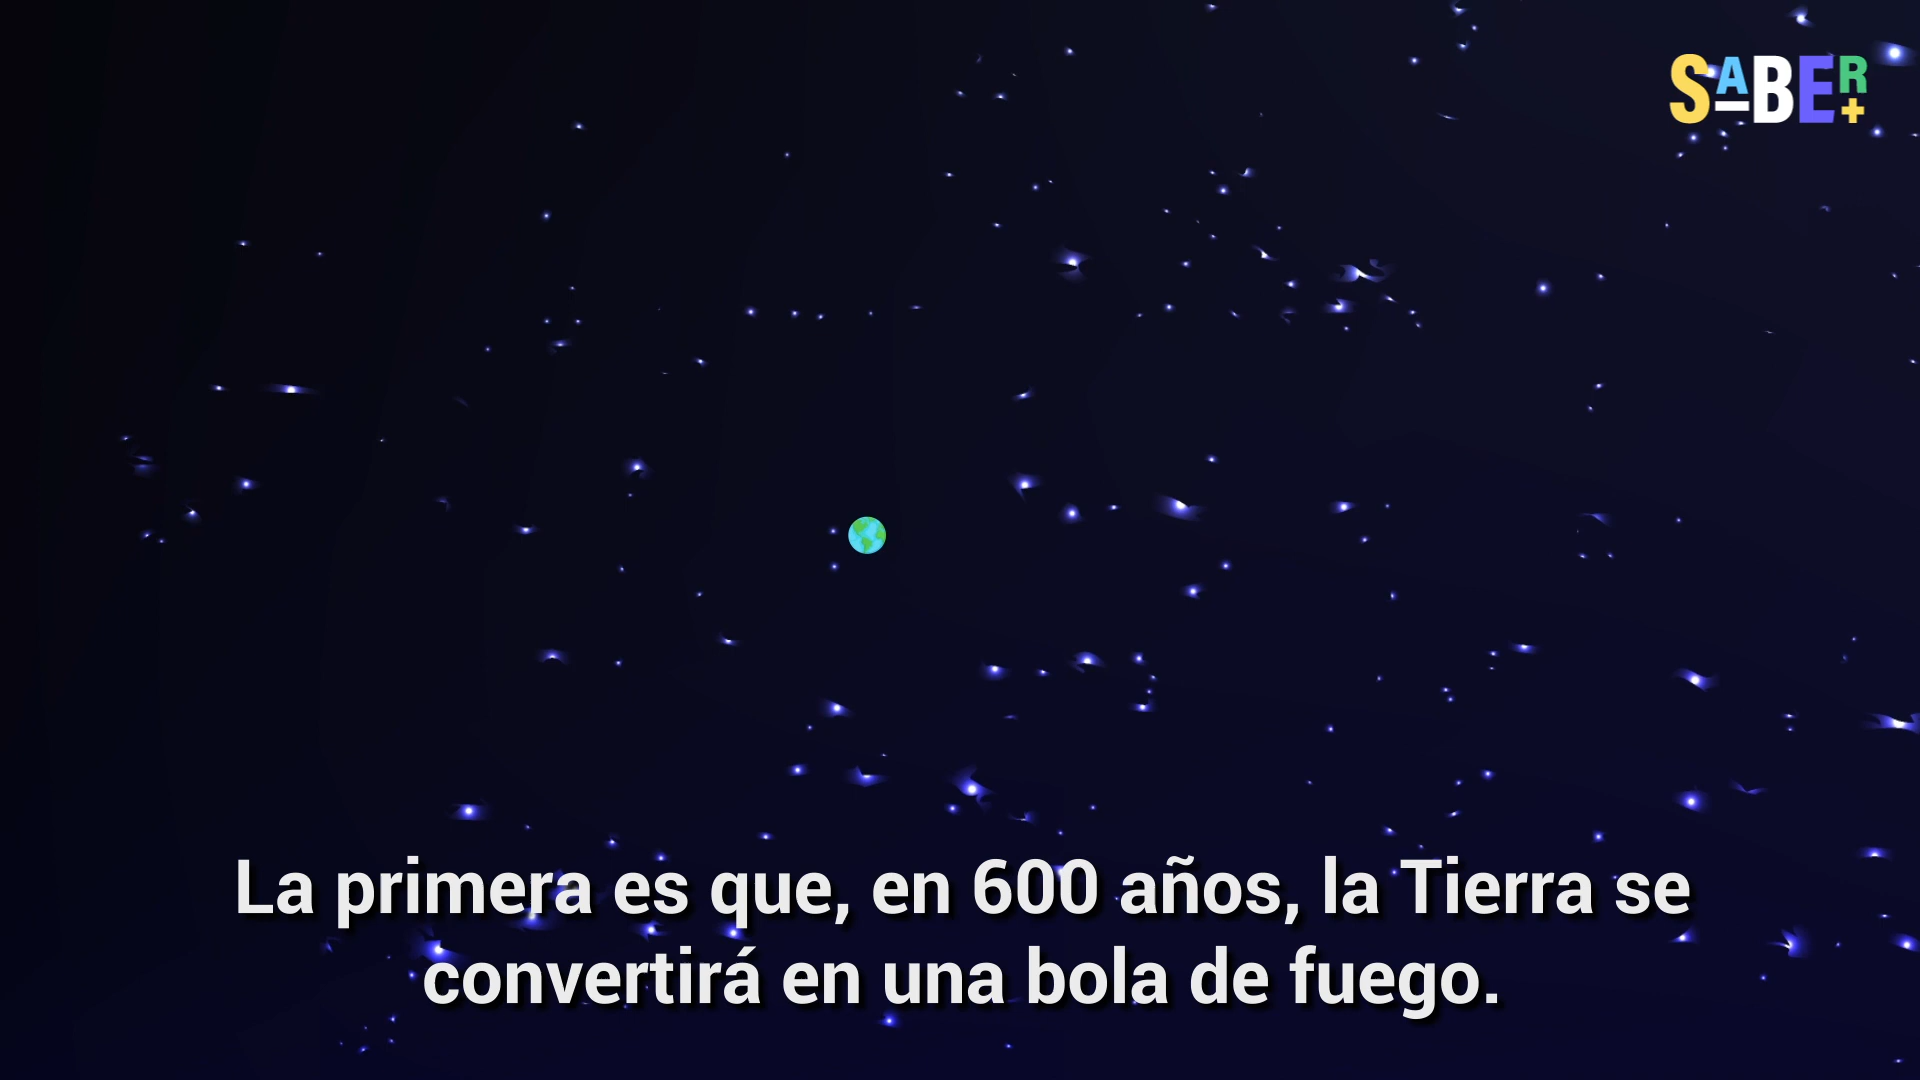 SABER+
La primera es que, en 600 años, la Tierra se
convertirá en una bola de fuego.